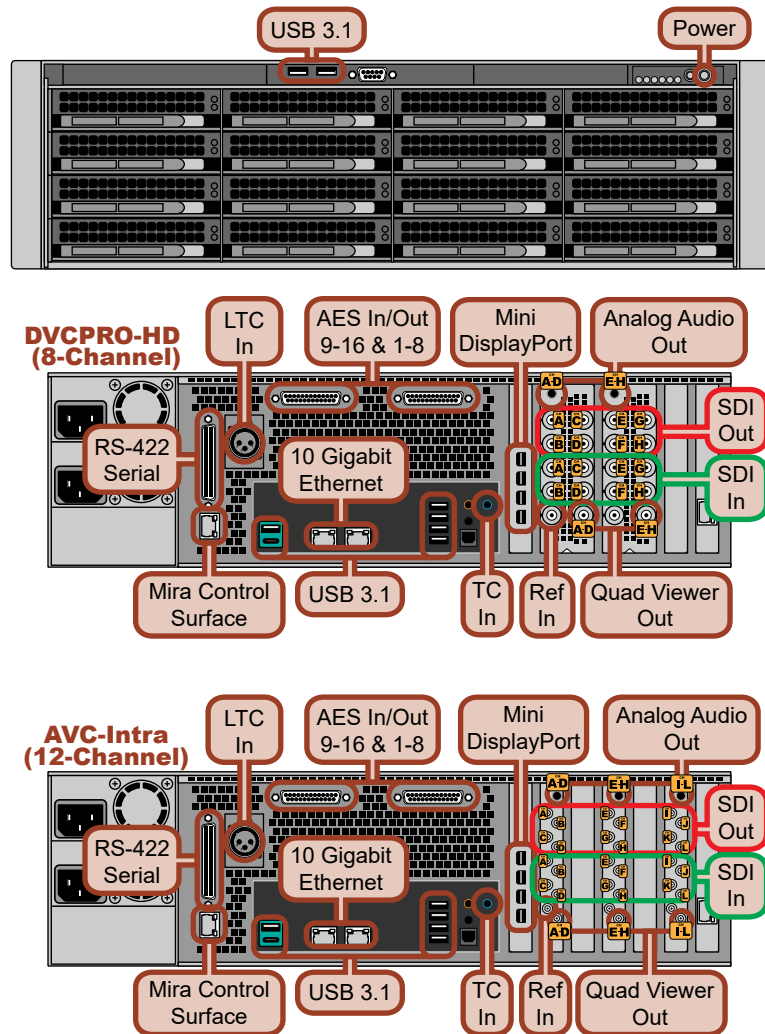 USB 3.1
Power
DVCPRO-HD
(8-Channel)
LTC
In
AES In/Out
9-16 & 1-8
Mini
DisplayPort
Analog Audio
Out
A-D
E-H
SDI
Out
A C E G
B D F H
RS-422
Serial
10 Gigabit
Ethernet
SDI
In
A C E G
B D F H
A-D
E-H
Mira Control
Surface
USB 3.1
TC
In
Ref
In
Quad Viewer
Out
AVC-Intra
(12-Channel)
LTC
In
AES In/Out
9-16 & 1-8
Mini
DisplayPort
Analog Audio
Out
A-D
E-H
I-L
SDI
Out
A E I
B F J
C G K
D H L
RS-422
Serial
10 Gigabit
Ethernet
SDI
In
A E I
B F J
C G K
D H L
A-D
E-H
I-L
Mira Control
Surface
USB 3.1
TC
In
Ref
In
Quad Viewer
Out